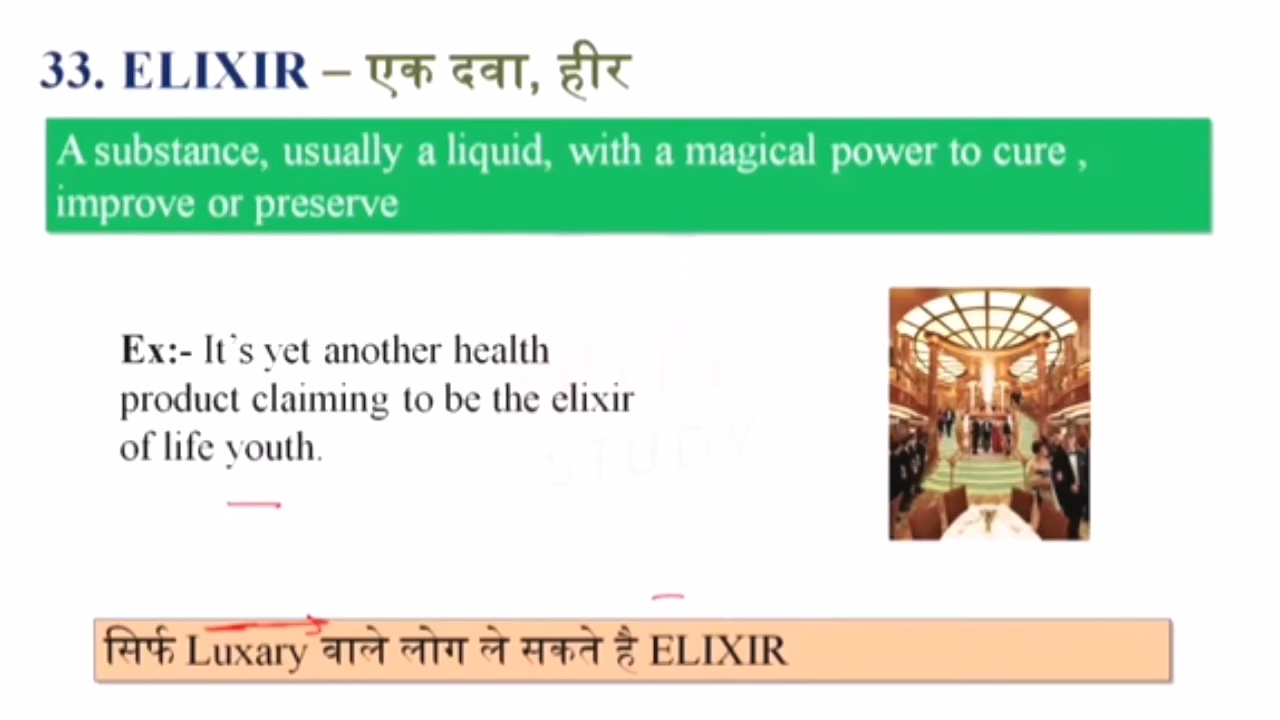 33. ELIXIR – एक दवा, हीर
A substance, usually a liquid, with a magical power to cure ,
improve or preserve
Ex:- It's yet another health
product claiming to be the elixir
of life youth.
STUDY
सिर्फ Luxary वाले लोग ले सकते है ELIXIR